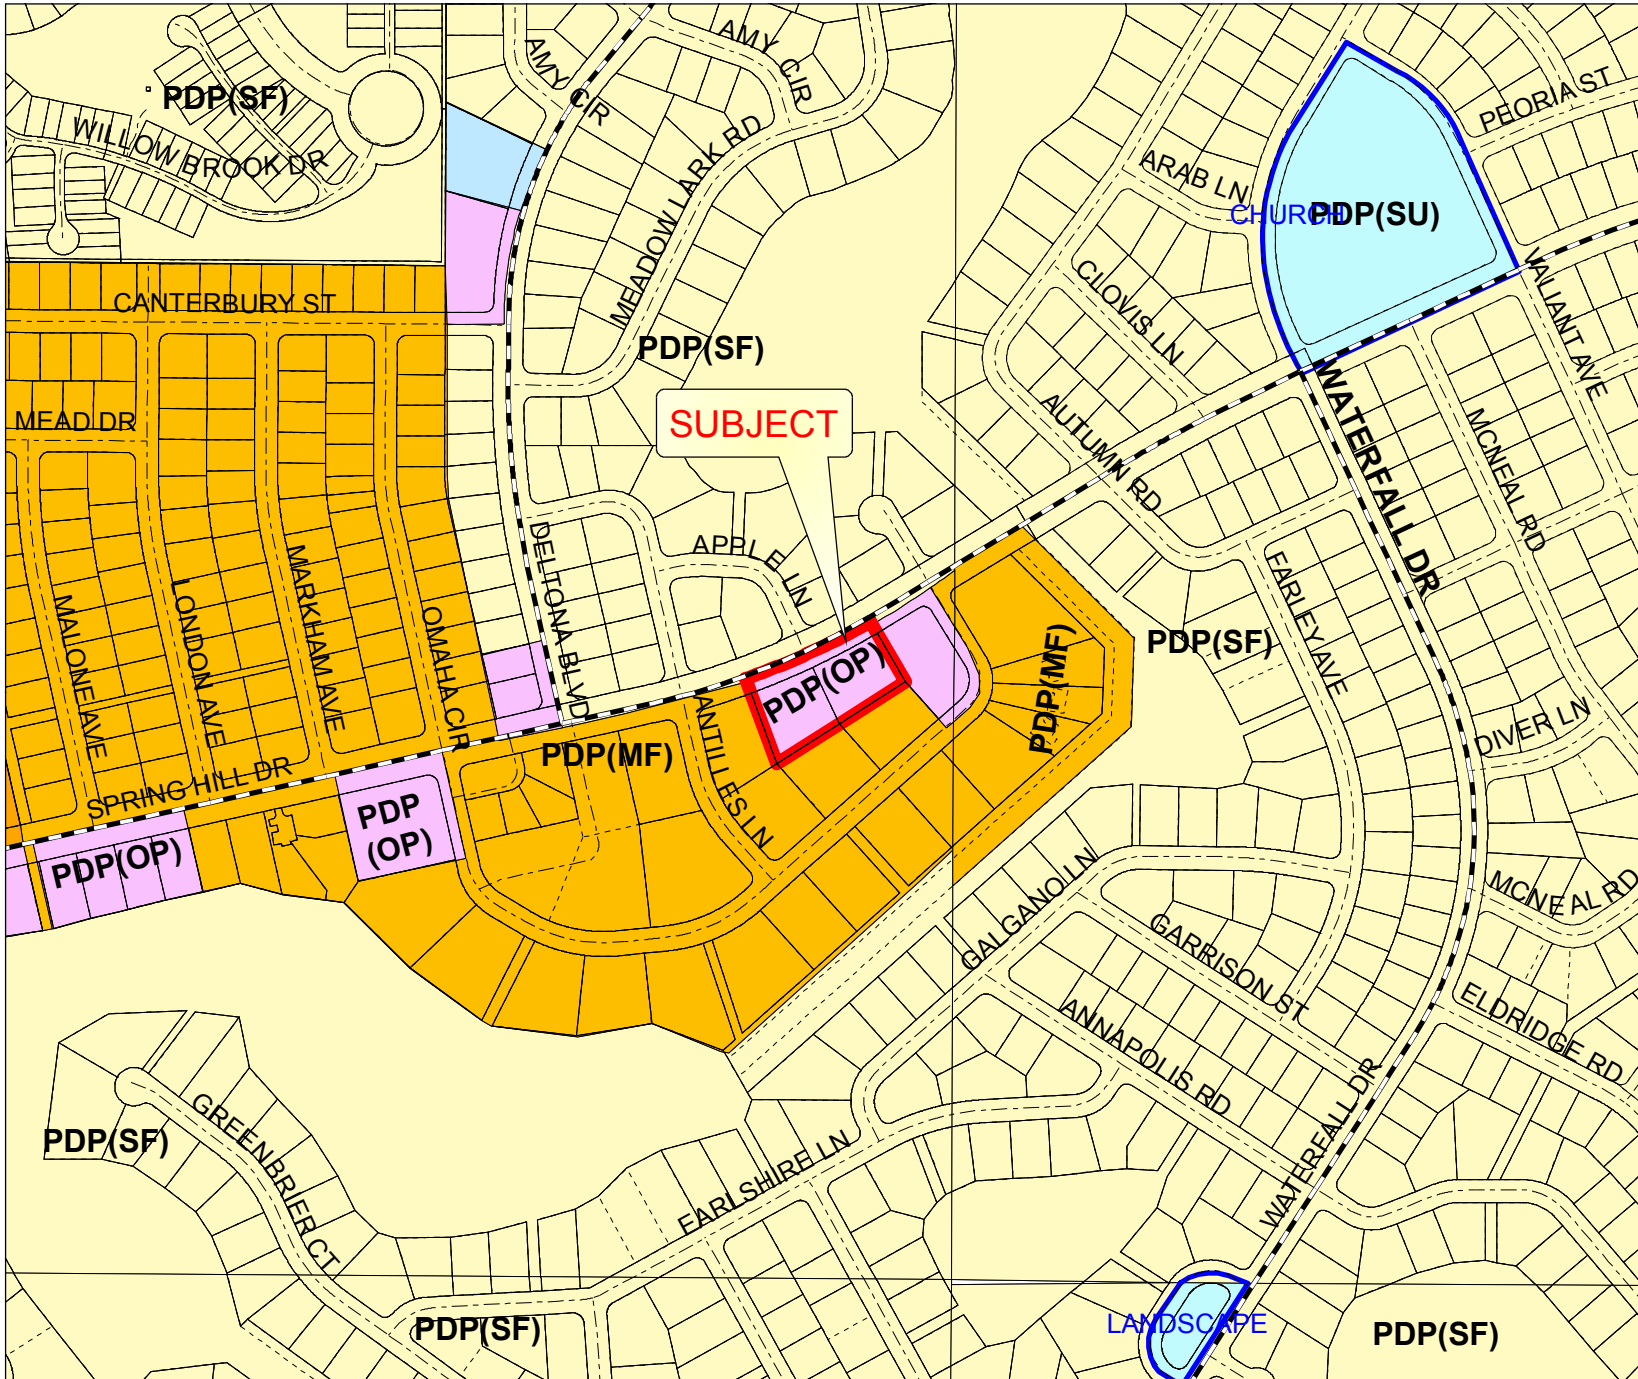 AMY CIR
AMY CIR
PDP(SF)
PEORIA ST
WILLOW BROOK DR
MEADOW LARK RD
ARAB LN
CHURCH
PDP(SU)
CLOVIS LN
VALIANT AVE
CANTERBURY ST
PDP(SF)
SUBJECT
MEAD DR
AUTUMN RD
WATERFALL DR
MCNEAL RD
DELTONA BLVD
APPLE LN
MALONE AVE
LONDON AVE
MARKHAM AVE
OMAHA CIR
FARLEY AVE
PDP(SF)
PDP(MF)
PDP(OP)
ANTILLES LN
PDP(MF)
DIVER LN
SPRING HILL DR
PDP
(OP)
PDP(OP)
GALGANO LN
GARRISON ST
MCNEAL RD
ANNAPOLIS RD
ELDRIDGE RD
WATERFALL DR
PDP(SF)
GREENBRIER CT
EARLSHIRE LN
PDP(SF)
LANDSCAPE
PDP(SF)